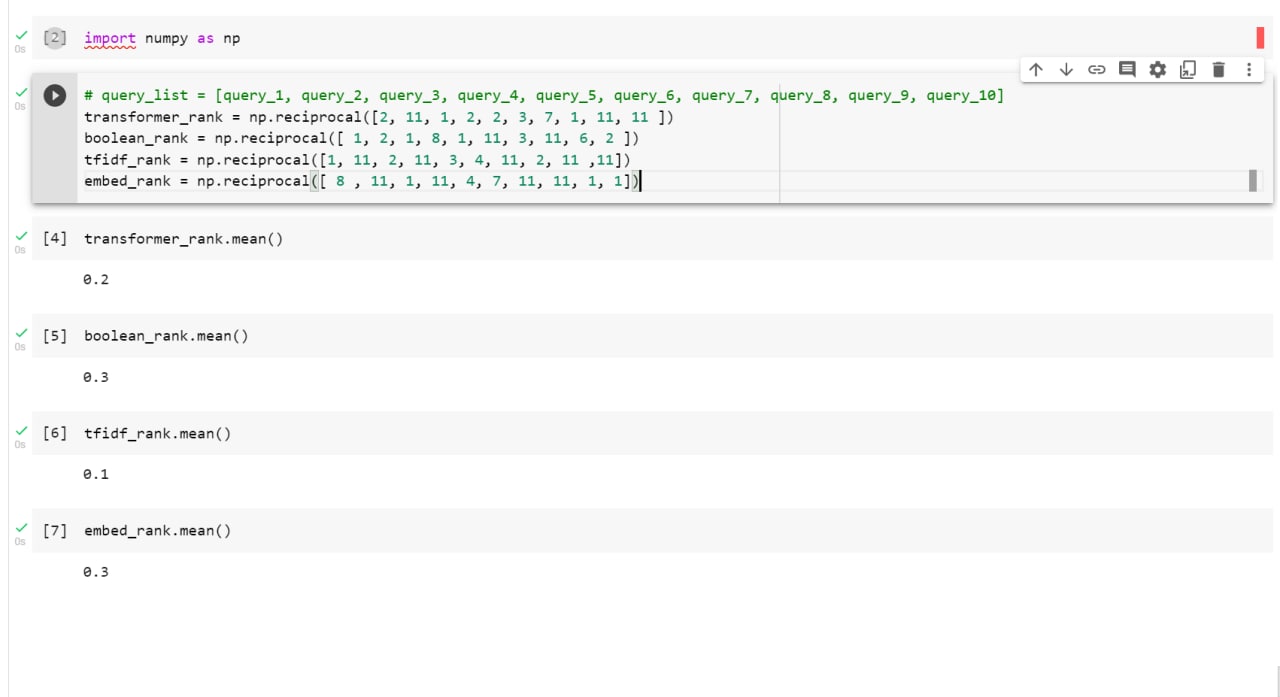 0s
[2] import numpy as np
0s
# query_list = [query_1, query_2, query_3, query_4, query_5, query_6, query_7, query_8, query_9, query_10]
transformer_rank = np.reciprocal([2, 11, 1, 2, 2, 3, 7, 1, 11, 11 ])
boolean_rank = np.reciprocal([ 1, 2, 1, 8, 1, 11, 3, 11, 6, 2 ])
tfidf_rank = np.reciprocal([1, 11, 2, 11, 3, 4, 11, 2, 11 ,11])
embed_rank = np.reciprocal([ 8 , 11, 1, 11, 4, 7, 11, 11, 1, 1])
0s
[4] transformer_rank.mean()
0.2
0s
[5] boolean_rank.mean()
0.3
0s
[6] tfidf_rank.mean()
0.1
0s
[7] embed_rank.mean()
0.3